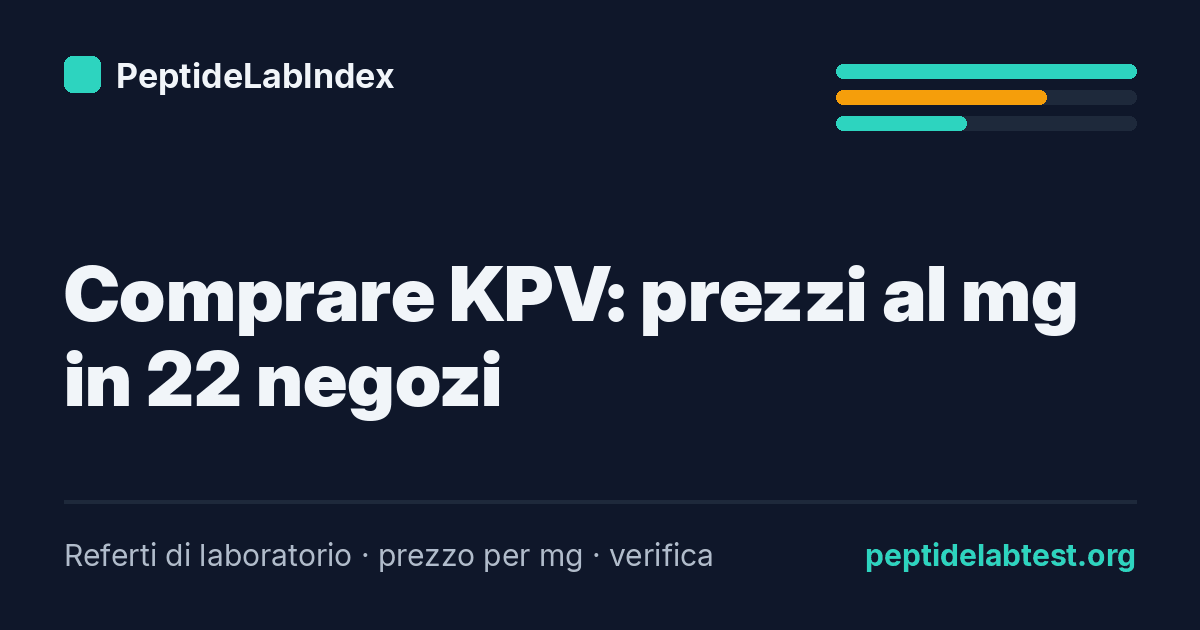 PeptideLabIndex
Comprare KPV: prezzi al mg
in 22 negozi
Referti di laboratorio · prezzo per mg · verifica
peptidelabtest.org